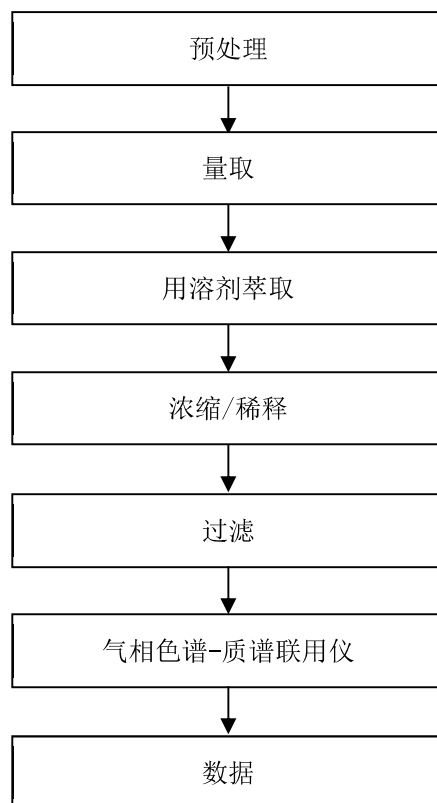 预处理
量取
用溶剂萃取
浓缩/稀释
过滤
气相色谱-质谱联用仪
数据